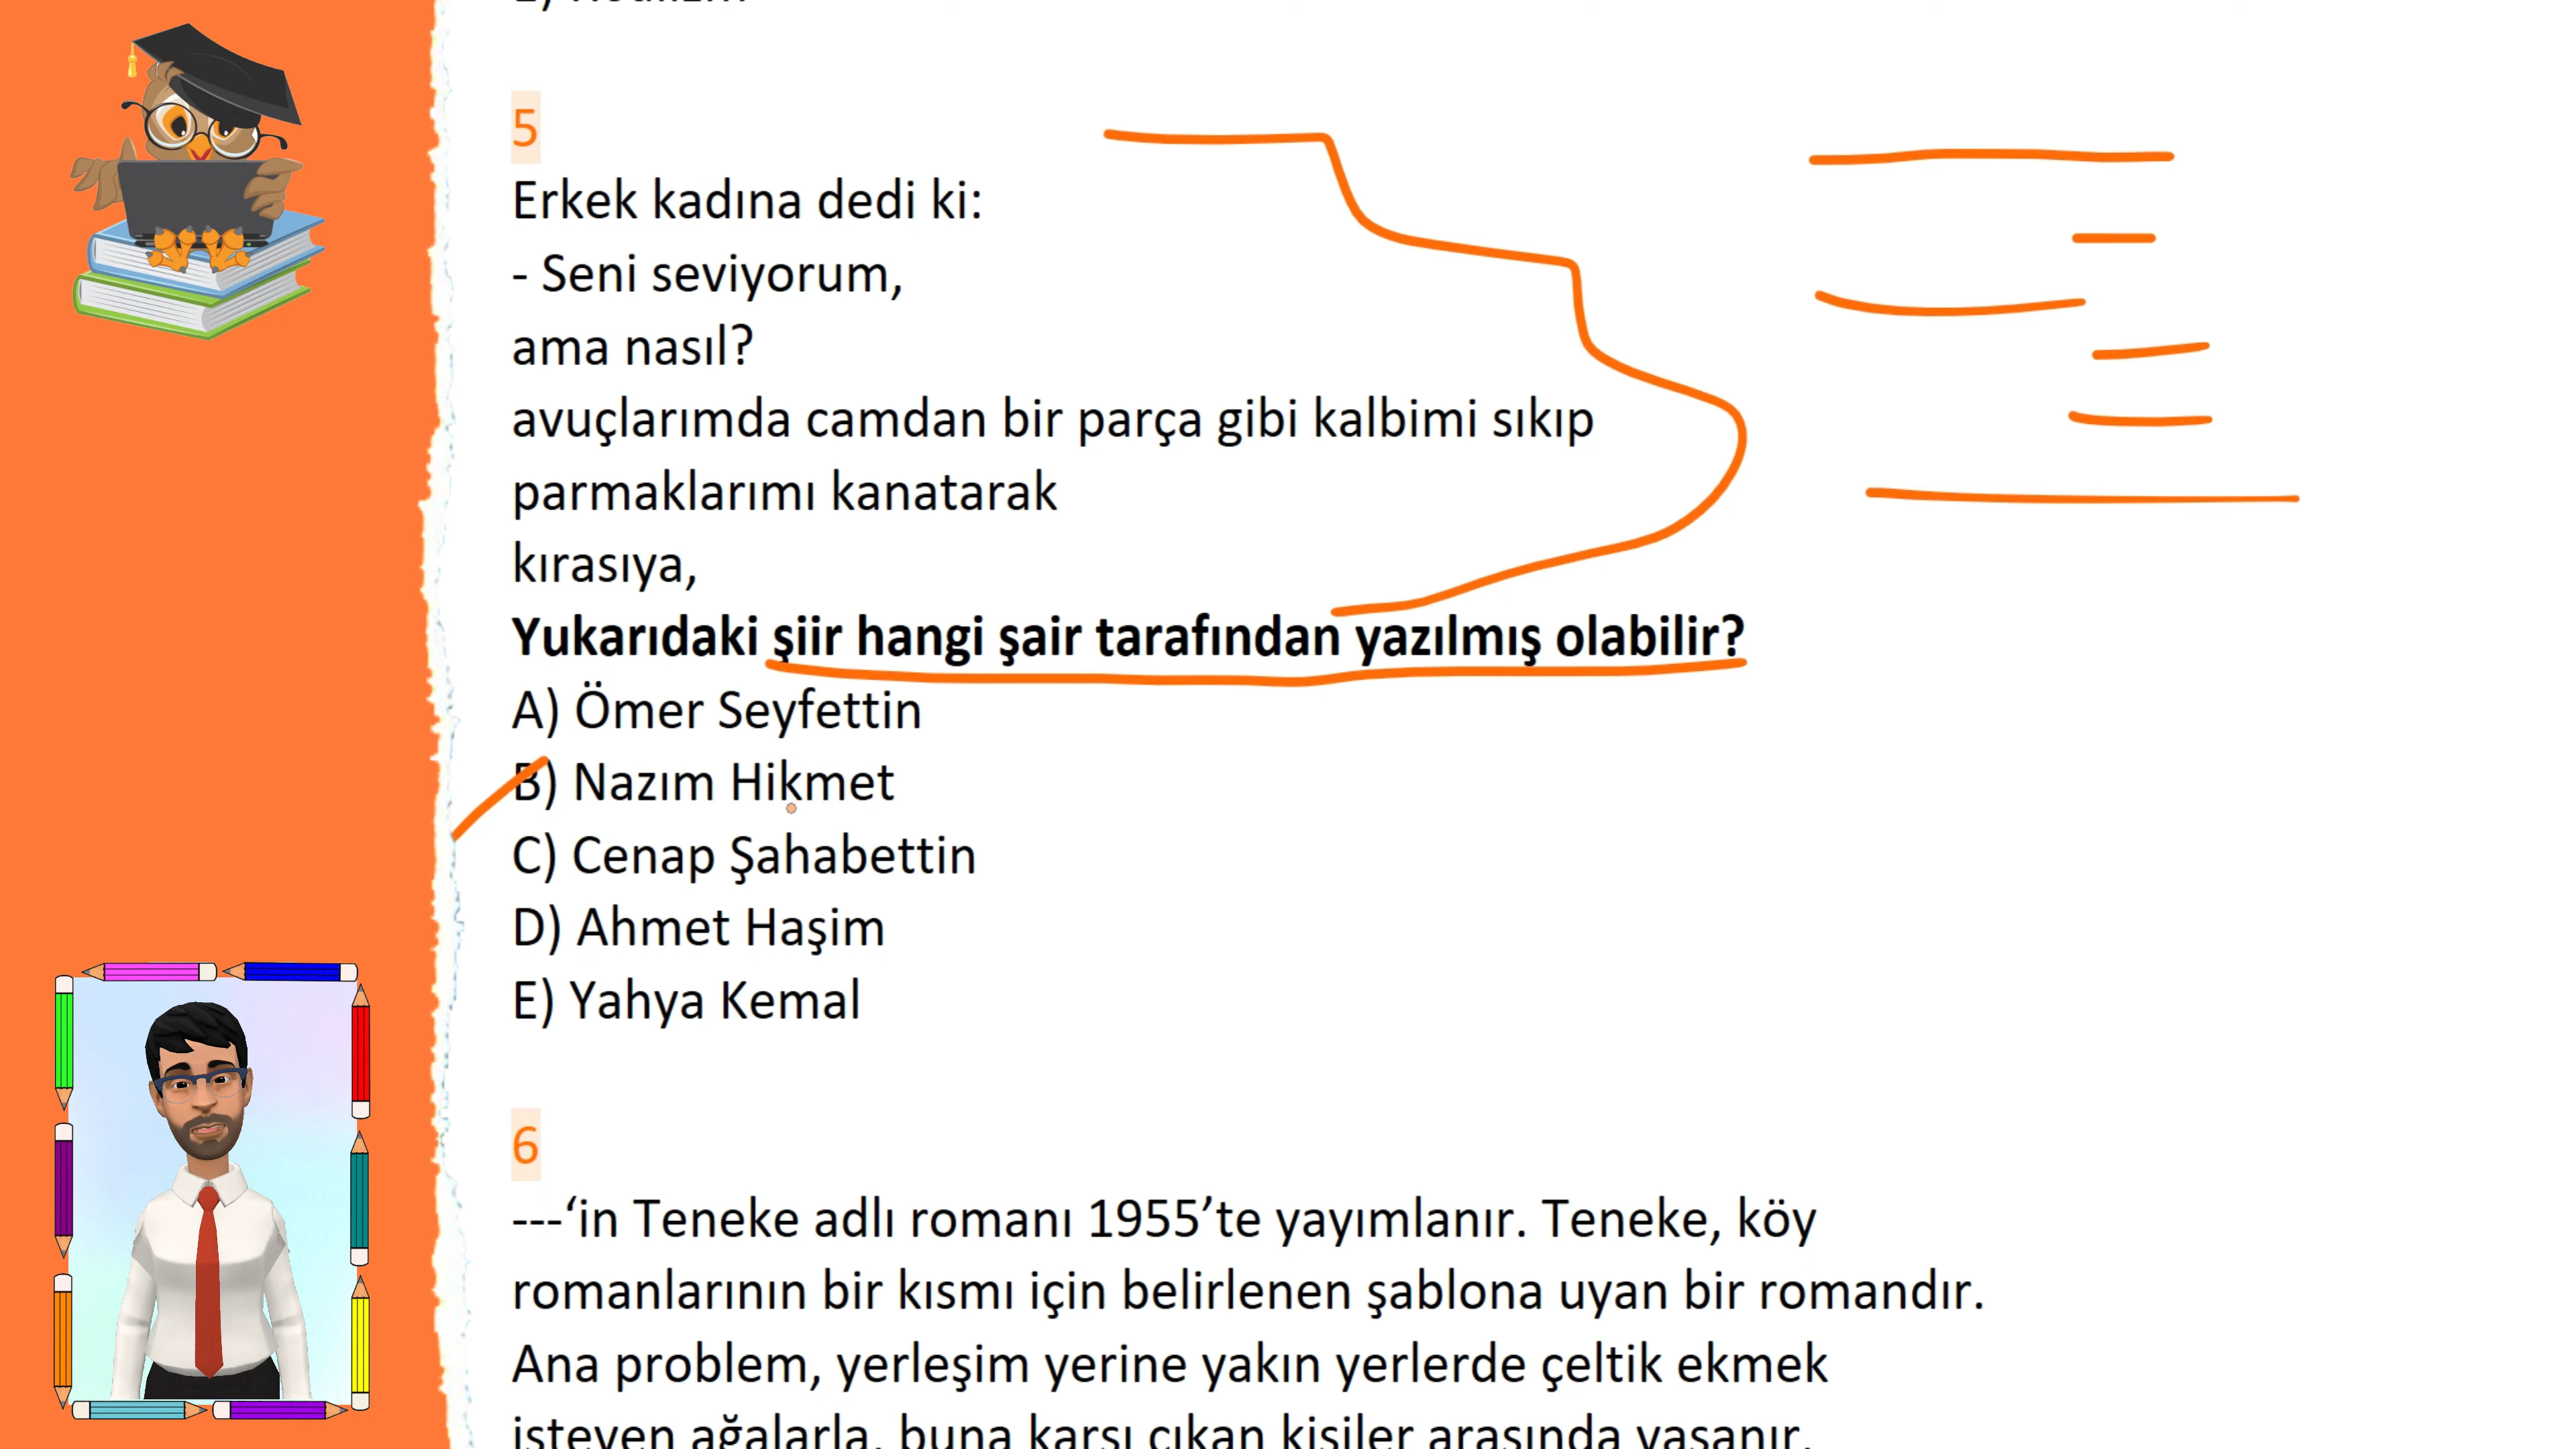 5
Erkek kadına dedi ki:
- Seni seviyorum,
ama nasıl?
avuçlarımda camdan bir parça gibi kalbimi sıkıp
parmaklarımı kanatarak
kırasıya,
Yukarıdaki şiir hangi şair tarafından yazılmış olabilir?
A) Ömer Seyfettin
B) Nazım Hikmet
C) Cenap Şahabettin
D) Ahmet Haşim
E) Yahya Kemal
6
---‘in Teneke adlı romanı 1955’te yayımlanır. Teneke, köy
romanlarının bir kısmı için belirlenen şablona uyan bir romandır.
Ana problem, yerleşim yerine yakın yerlerde çeltik ekmek
isteyen ağalarla, buna karşı çıkan kişiler arasında yaşanır.